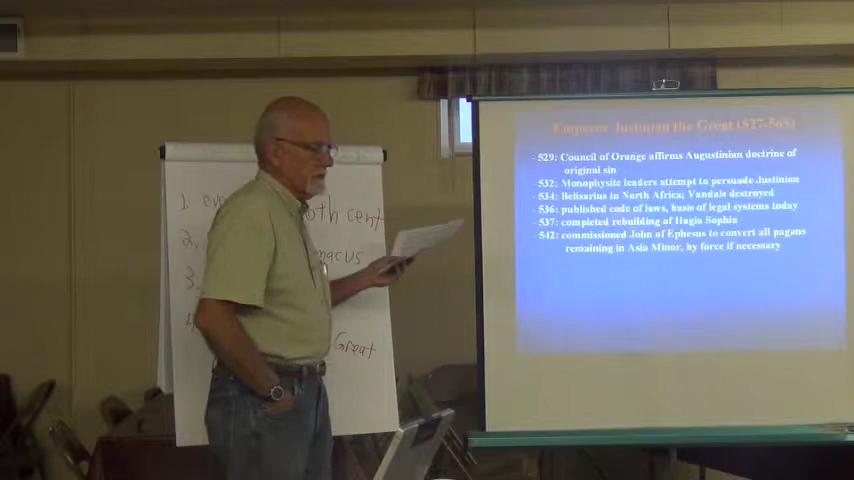 Emperor Justinian the Great (527-565)
- 529: Council of Orange affirms Augustinian doctrine of
original sin
- 532: Monophysite leaders attempt to persuade Justinian
- 534: Belisarius in North Africa; Vandals destroyed
- 536: published code of laws, basis of legal systems today
- 537: completed rebuilding of Hagia Sophia
- 542: commissioned John of Ephesus to convert all pagans
remaining in Asia Minor, by force if necessary
1.
2.
3.
Great